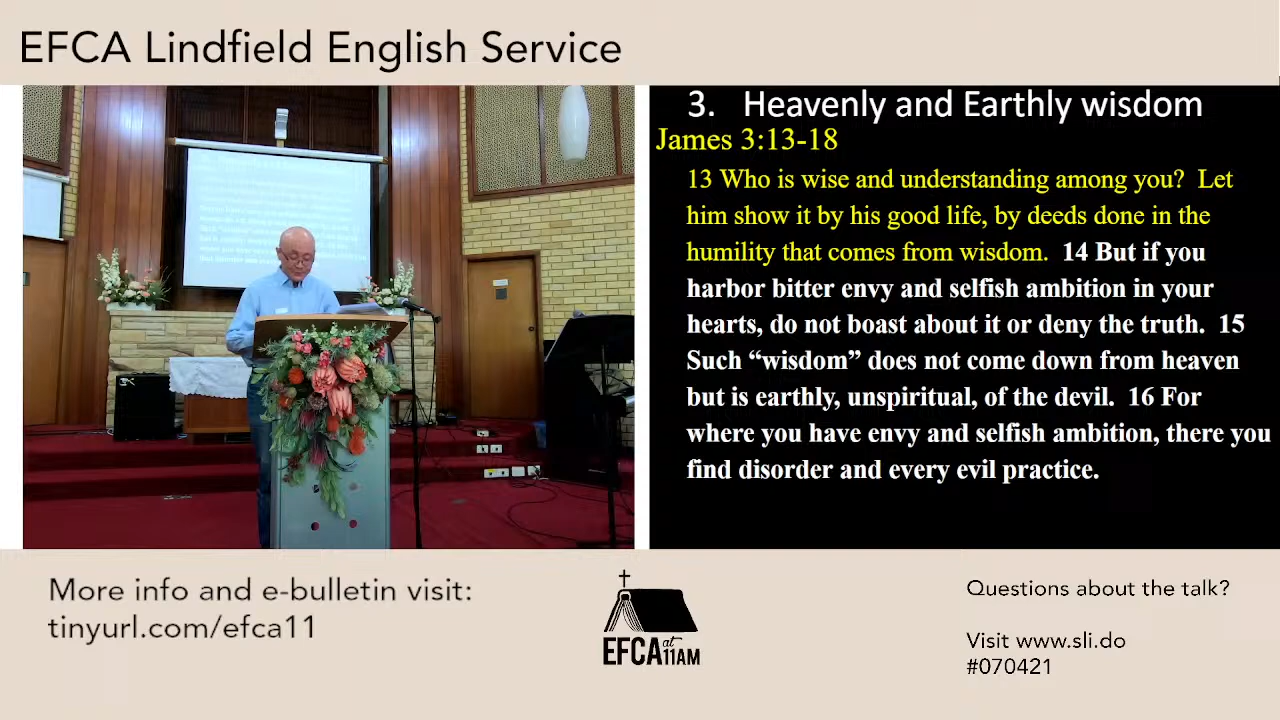 EFCA Lindfield English Service
3. Heavenly and Earthly wisdom
James 3:13-18
13 Who is wise and understanding among you? Let
him show it by his good life, by deeds done in the
humility that comes from wisdom. 14 But if you
harbor bitter envy and selfish ambition in your
hearts, do not boast about it or deny the truth. 15
Such “wisdom” does not come down from heaven
but is earthly, unspiritual, of the devil. 16 For
where you have envy and selfish ambition, there you
find disorder and every evil practice.
More info and e-bulletin visit:
tinyurl.com/efca11
EFCA at 11AM
Questions about the talk?
Visit www.sli.do
#070421